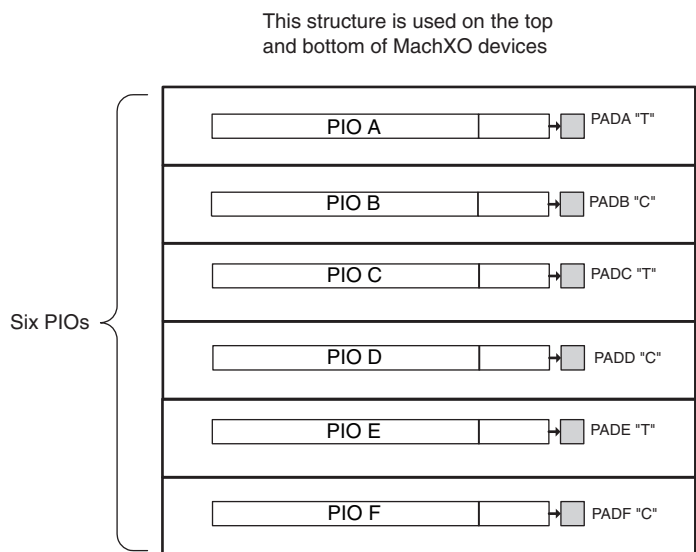 This structure is used on the top
and bottom of MachXO devices
PIO A
PADA "T"
PIO B
PADB "C"
PIO C
PADC "T"
Six PIOs
PIO D
PADD "C"
PIO E
PADE "T"
PIO F
PADF "C"